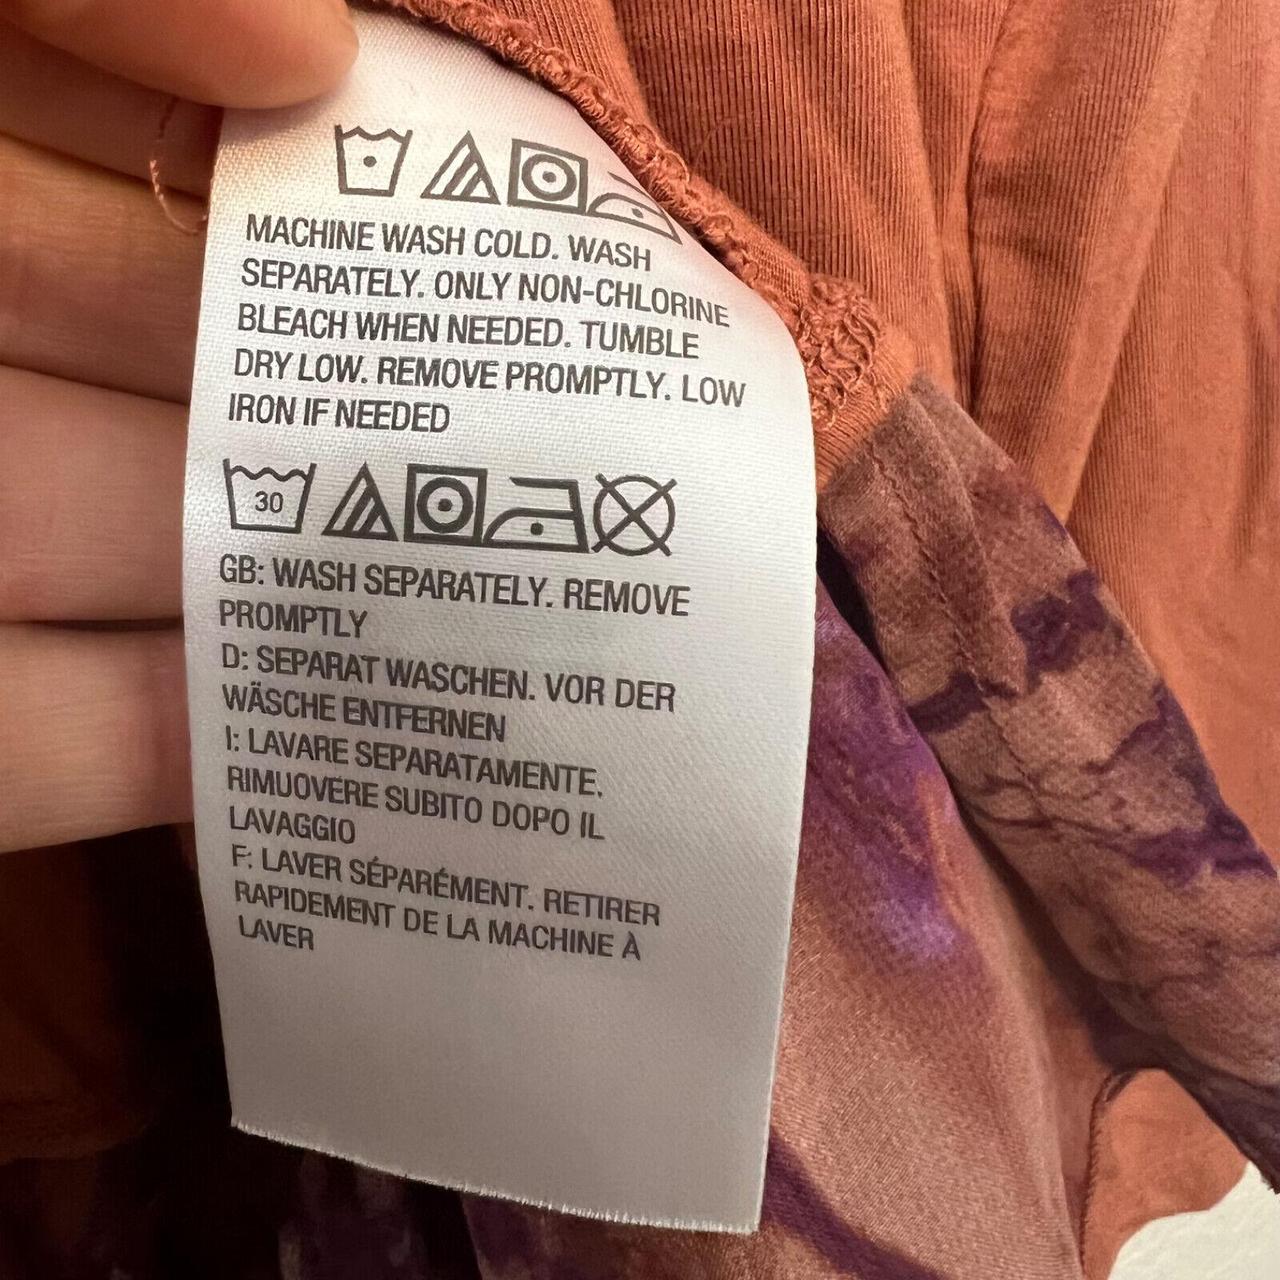 MACHINE WASH COLD. WASH
SEPARATELY. ONLY NON-CHLORINE
BLEACH WHEN NEEDED. TUMBLE
DRY LOW. REMOVE PROMPTLY. LOW
IRON IF NEEDED
30
GB: WASH SEPARATELY. REMOVE
PROMPTLY
D: SEPARAT WASCHEN. VOR DER
WÄSCHE ENTFERNEN
I: LAVARE SEPARATAMENTE.
RIMUOVERE SUBITO DOPO IL
LAVAGGIO
F: LAVER SÉPARÉMENT. RETIRER
RAPIDEMENT DE LA MACHINE À
LAVER